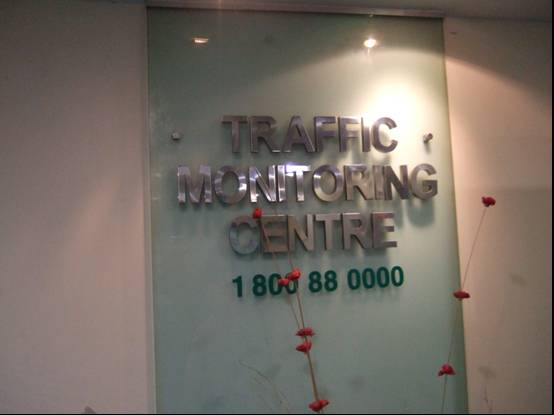 TRAFFIC
MONITORING
CENTRE
1 800 88 0000